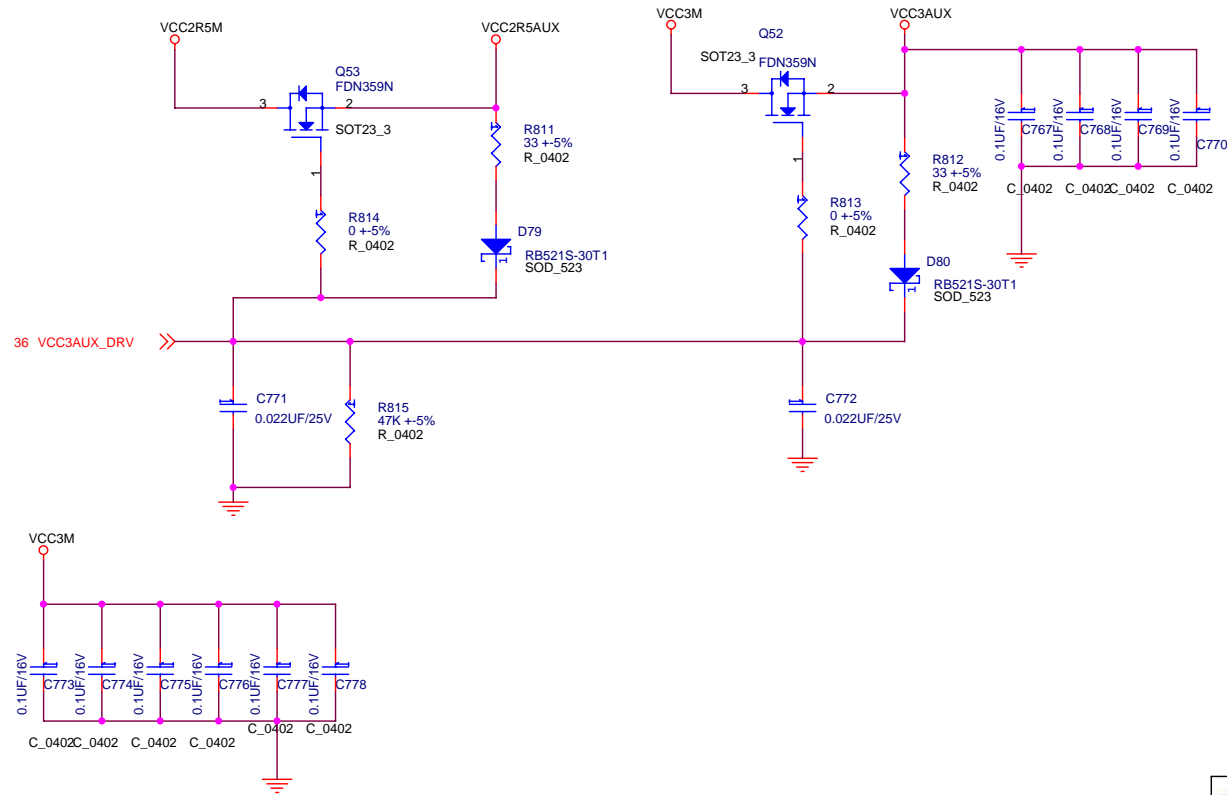 VCC2R5M
VCC2R5AUX
VCC3M
VCC3AUX
Q53
FDN359N
3
2
SOT23_3
1
Q52
SOT23_3
FDN359N
3
2
1
R811
33 +-5%
R_0402
R814
0 +-5%
R_0402
D79
1
RB521S-30T1
SOD_523
R812
33 +-5%
R_0402
R813
0 +-5%
R_0402
D80
1
RB521S-30T1
SOD_523
0.1UF/16V
C767
0.1UF/16V
C768
0.1UF/16V
C769
0.1UF/16V
C770
C_0402
C_0402
C_0402
C_0402
36 VCC3AUX_DRV
C771
0.022UF/25V
R815
47K +-5%
R_0402
C772
0.022UF/25V
VCC3M
0.1UF/16V
C773
0.1UF/16V
C774
0.1UF/16V
C775
0.1UF/16V
C776
0.1UF/16V
C777
0.1UF/16V
C778
C_0402
C_0402
C_0402
C_0402
C_0402
C_0402